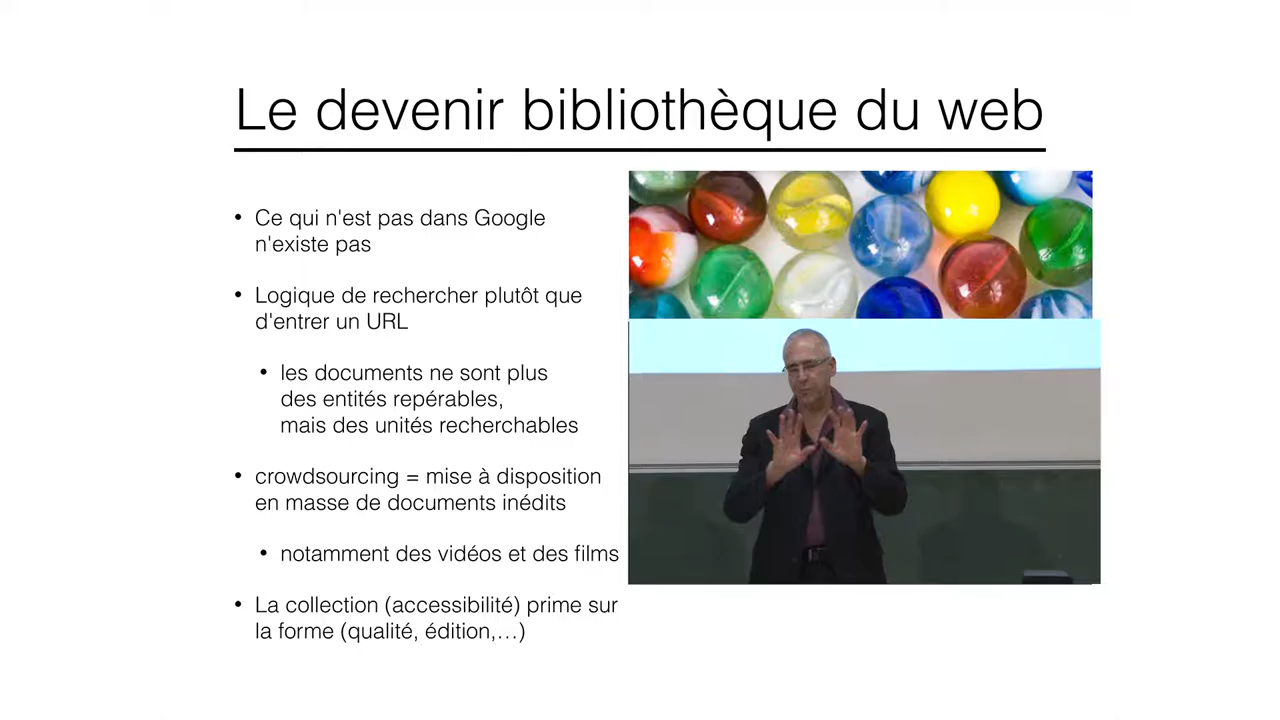 Le devenir bibliothèque du web
• Ce qui n'est pas dans Google
n'existe pas
• Logique de rechercher plutôt que
d'entrer un URL
• les documents ne sont plus
des entités repérables,
mais des unités recherchables
• crowdsourcing = mise à disposition
en masse de documents inédits
• notamment des vidéos et des films
• La collection (accessibilité) prime sur
la forme (qualité, édition,…)